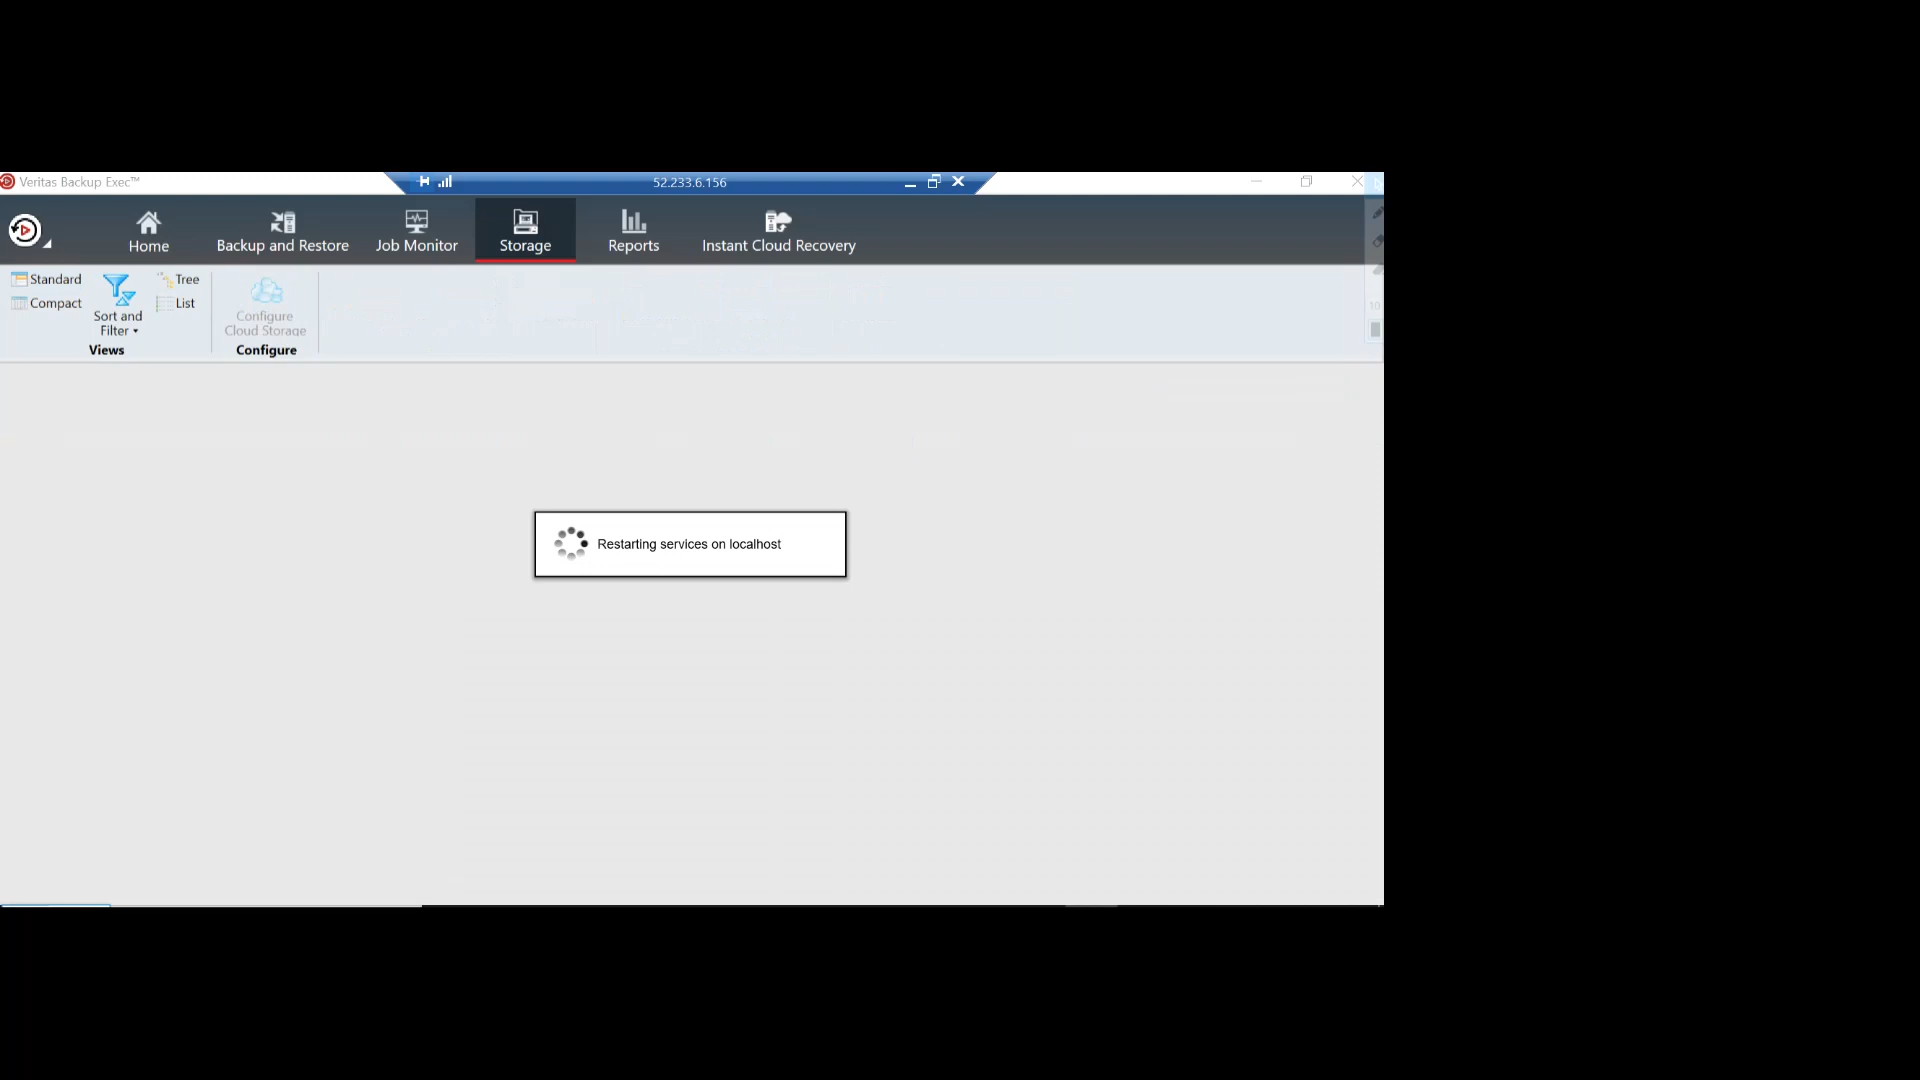 Veritas Backup Exec™
52.233.6.156
Home
Backup and Restore
Job Monitor
Storage
Reports
Instant Cloud Recovery
Standard
Compact
Sort and
Filter
Tree
List
Views
Configure
Cloud Storage
Configure
10
Restarting services on localhost